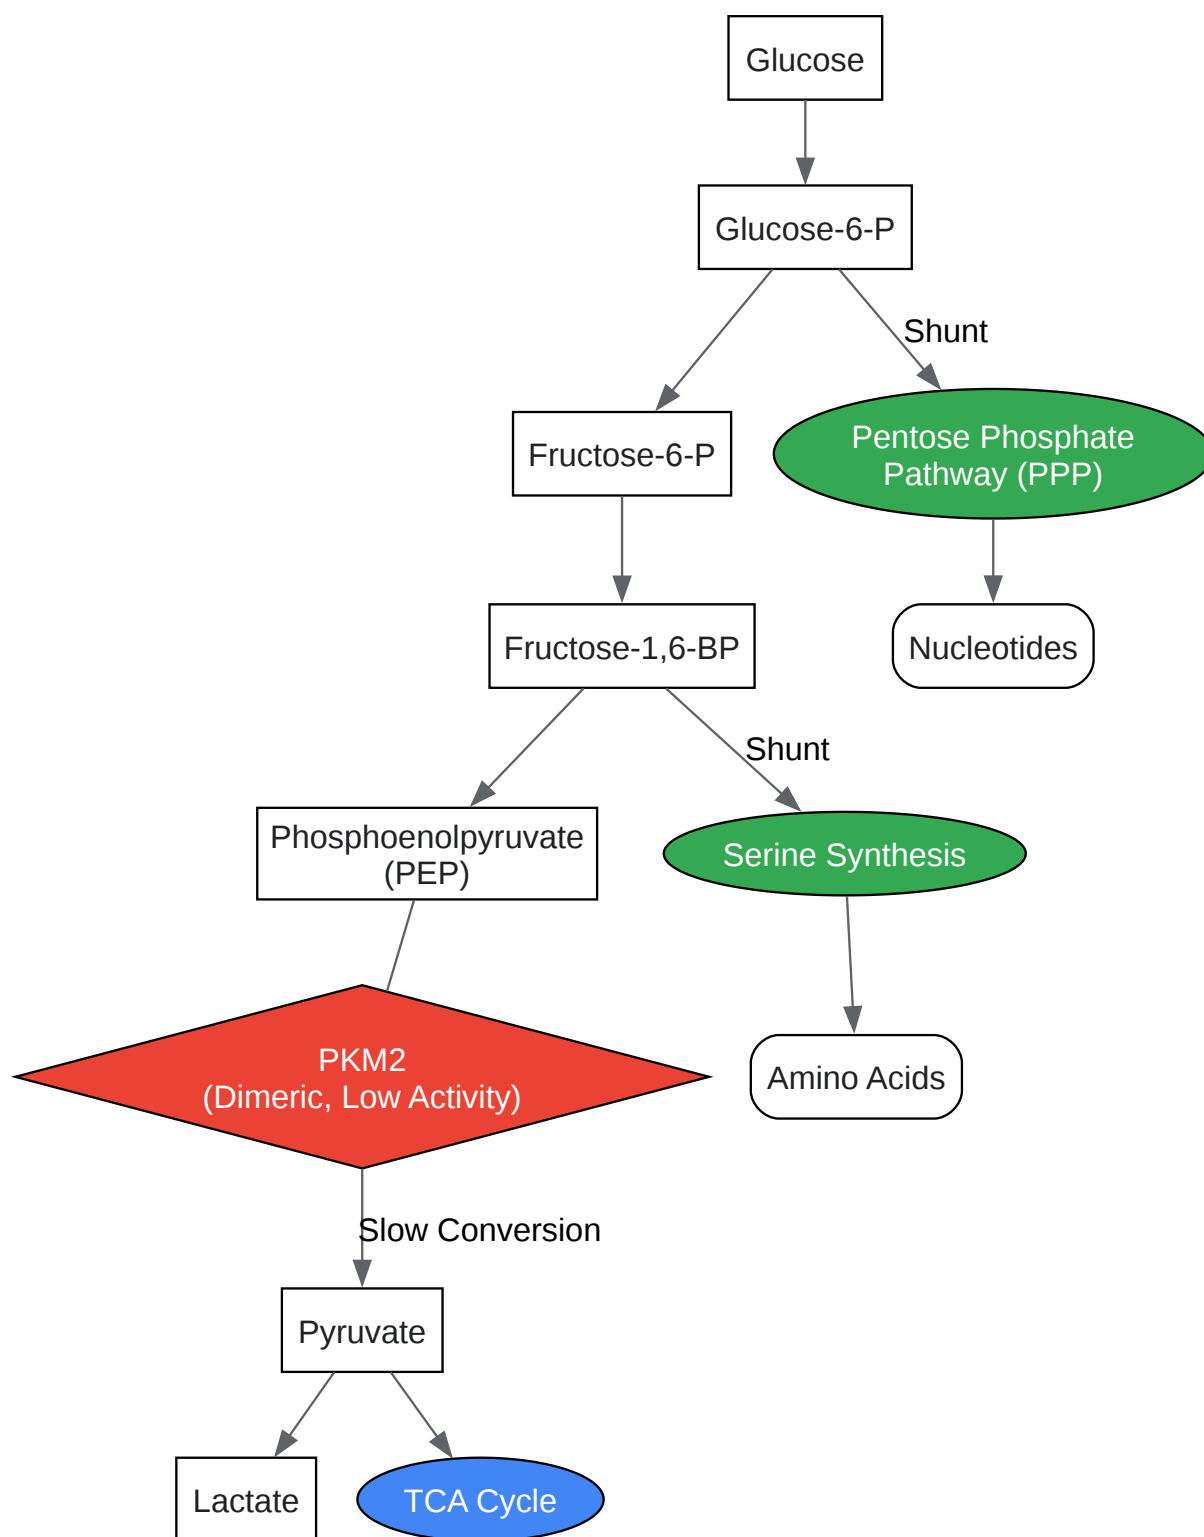 Glucose
Glucose-6-P
Shunt
Fructose-6-P
Pentose Phosphate
Pathway (PPP)
Fructose-1,6-BP
Nucleotides
Shunt
Phosphoenolpyruvate
(PEP)
Serine Synthesis
PKM2
(Dimeric, Low Activity)
Amino Acids
Slow Conversion
Pyruvate
Lactate
TCA Cycle